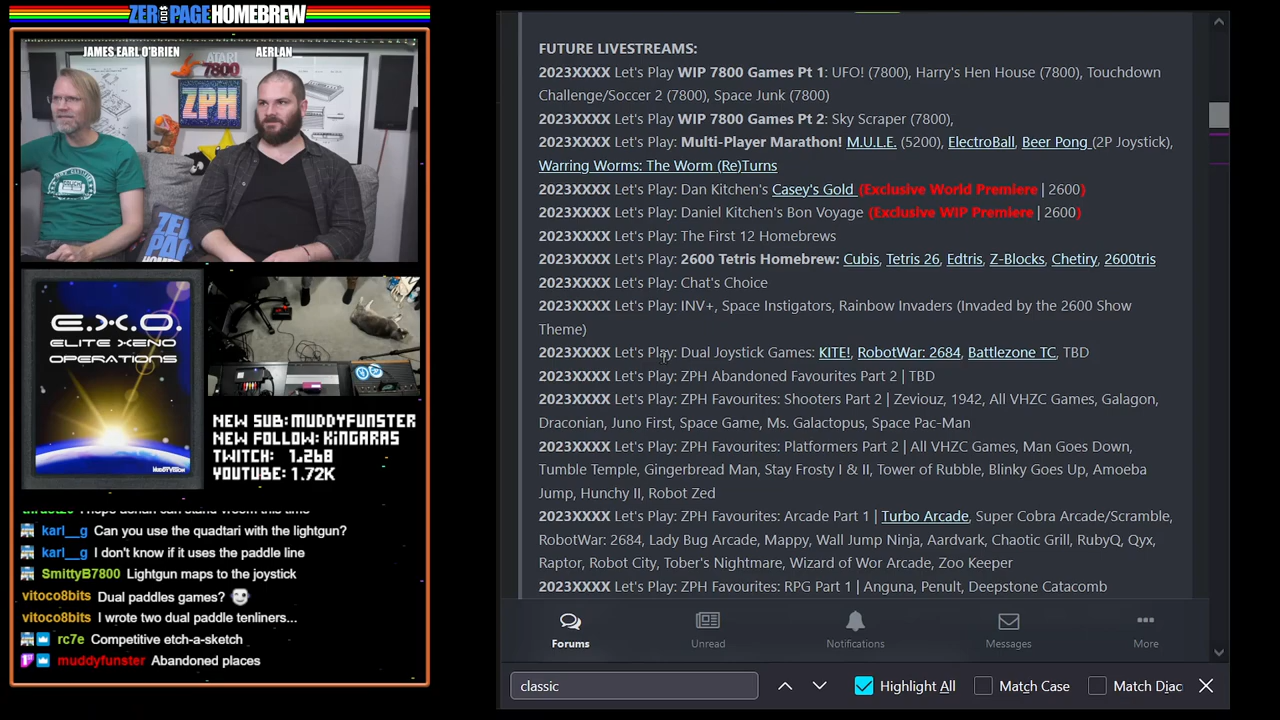 ZERPAGE HOMEBREW
JAMES EARL O'BRIEN
AERLAN__
ATARI
7800
ZPH
E.X.O.
ELITE XENO
OPERATIONS
MUDDYVISION
NEW SUB: MUDDYFUNSTER
NEW FOLLOW: KINGARAS
TWITCH: 1,268
YOUTUBE: 1.72K
karl__g Can you use the quadtari with the lightgun?
karl__g I don't know if it uses the paddle line
SmittyB7800 Lightgun maps to the joystick
vitoco8bits Dual paddles games?
vitoco8bits I wrote two dual paddle tenliners...
rc7e Competitive etch-a-sketch
muddyfunster Abandoned places
FUTURE LIVESTREAMS:
2023XXXX Let's Play WIP 7800 Games Pt 1: UFO! (7800), Harry's Hen House (7800), Touchdown
Challenge/Soccer 2 (7800), Space Junk (7800)
2023XXXX Let's Play WIP 7800 Games Pt 2: Sky Scraper (7800),
2023XXXX Let's Play: Multi-Player Marathon! M.U.L.E. (5200), ElectroBall, Beer Pong (2P Joystick),
Warring Worms: The Worm (Re)Turns
2023XXXX Let's Play: Dan Kitchen's Casey's Gold (Exclusive World Premiere | 2600)
2023XXXX Let's Play: Daniel Kitchen's Bon Voyage (Exclusive WIP Premiere | 2600)
2023XXXX Let's Play: The First 12 Homebrews
2023XXXX Let's Play: 2600 Tetris Homebrew: Cubis, Tetris 26, Edtris, Z-Blocks, Chetiry, 2600tris
2023XXXX Let's Play: Chat's Choice
2023XXXX Let's Play: INV+, Space Instigators, Rainbow Invaders (Invaded by the 2600 Show
Theme)
2023XXXX Let's Play: Dual Joystick Games: KITE!, RobotWar: 2684, Battlezone TC, TBD
2023XXXX Let's Play: ZPH Abandoned Favourites Part 2 | TBD
2023XXXX Let's Play: ZPH Favourites: Shooters Part 2 | Zeviouz, 1942, All VHZC Games, Galagon,
Draconian, Juno First, Space Game, Ms. Galactopus, Space Pac-Man
2023XXXX Let's Play: ZPH Favourites: Platformers Part 2 | All VHZC Games, Man Goes Down,
Tumble Temple, Gingerbread Man, Stay Frosty I & II, Tower of Rubble, Blinky Goes Up, Amoeba
Jump, Hunchy II, Robot Zed
2023XXXX Let's Play: ZPH Favourites: Arcade Part 1 | Turbo Arcade, Super Cobra Arcade/Scramble,
RobotWar: 2684, Lady Bug Arcade, Mappy, Wall Jump Ninja, Aardvark, Chaotic Grill, RubyQ, Qyx,
Raptor, Robot City, Tober's Nightmare, Wizard of Wor Arcade, Zoo Keeper
2023XXXX Let's Play: ZPH Favourites: RPG Part 1 | Anguna, Penult, Deepstone Catacomb
Forums
Unread
Notifications
Messages
More
classic
Highlight All
Match Case
Match Diac